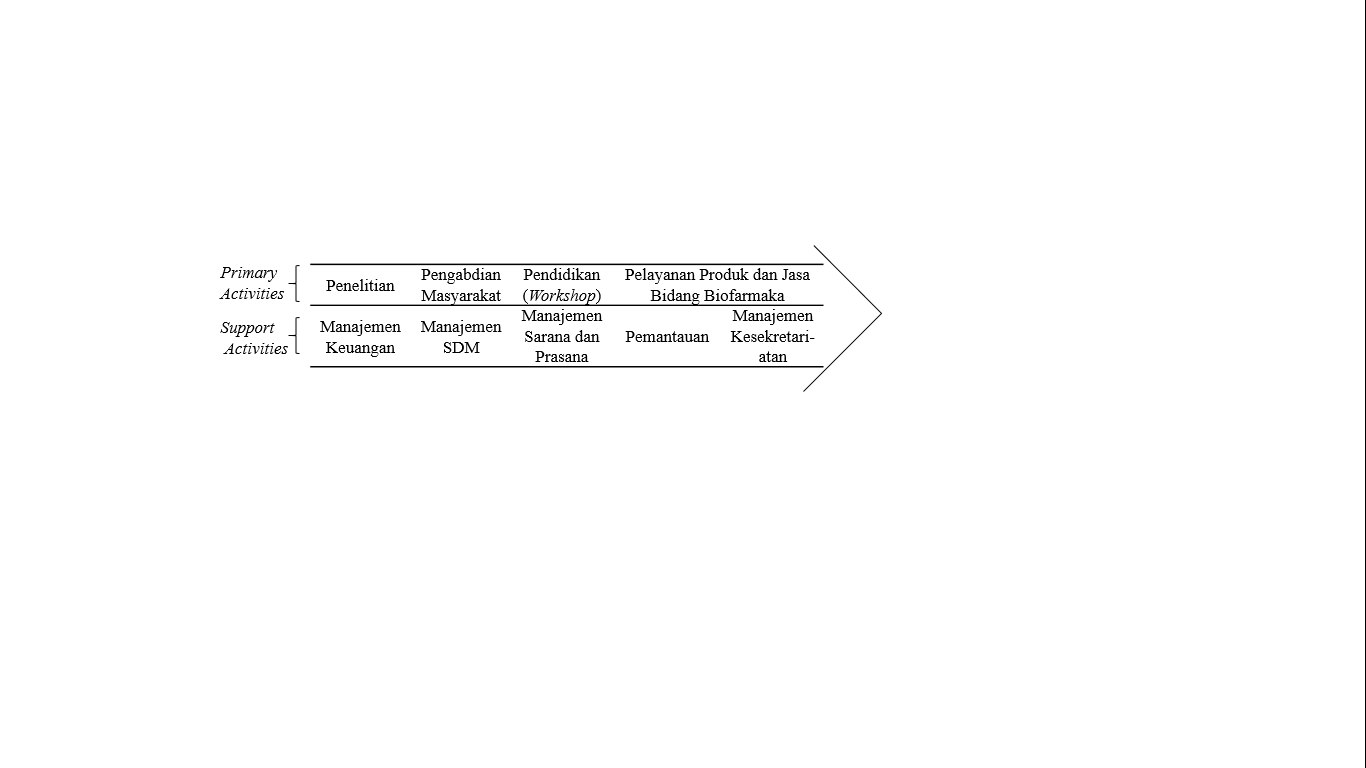 Primary
Activities
Penelitian
Pengabdian
Masyarakat
Pendidikan
(Workshop)
Pelayanan Produk dan Jasa
Bidang Biofarmaka
Support
Activities
Manajemen
Keuangan
Manajemen
SDM
Manajemen
Sarana dan
Prasana
Pemantauan
Manajemen
Kesekretari-
atan